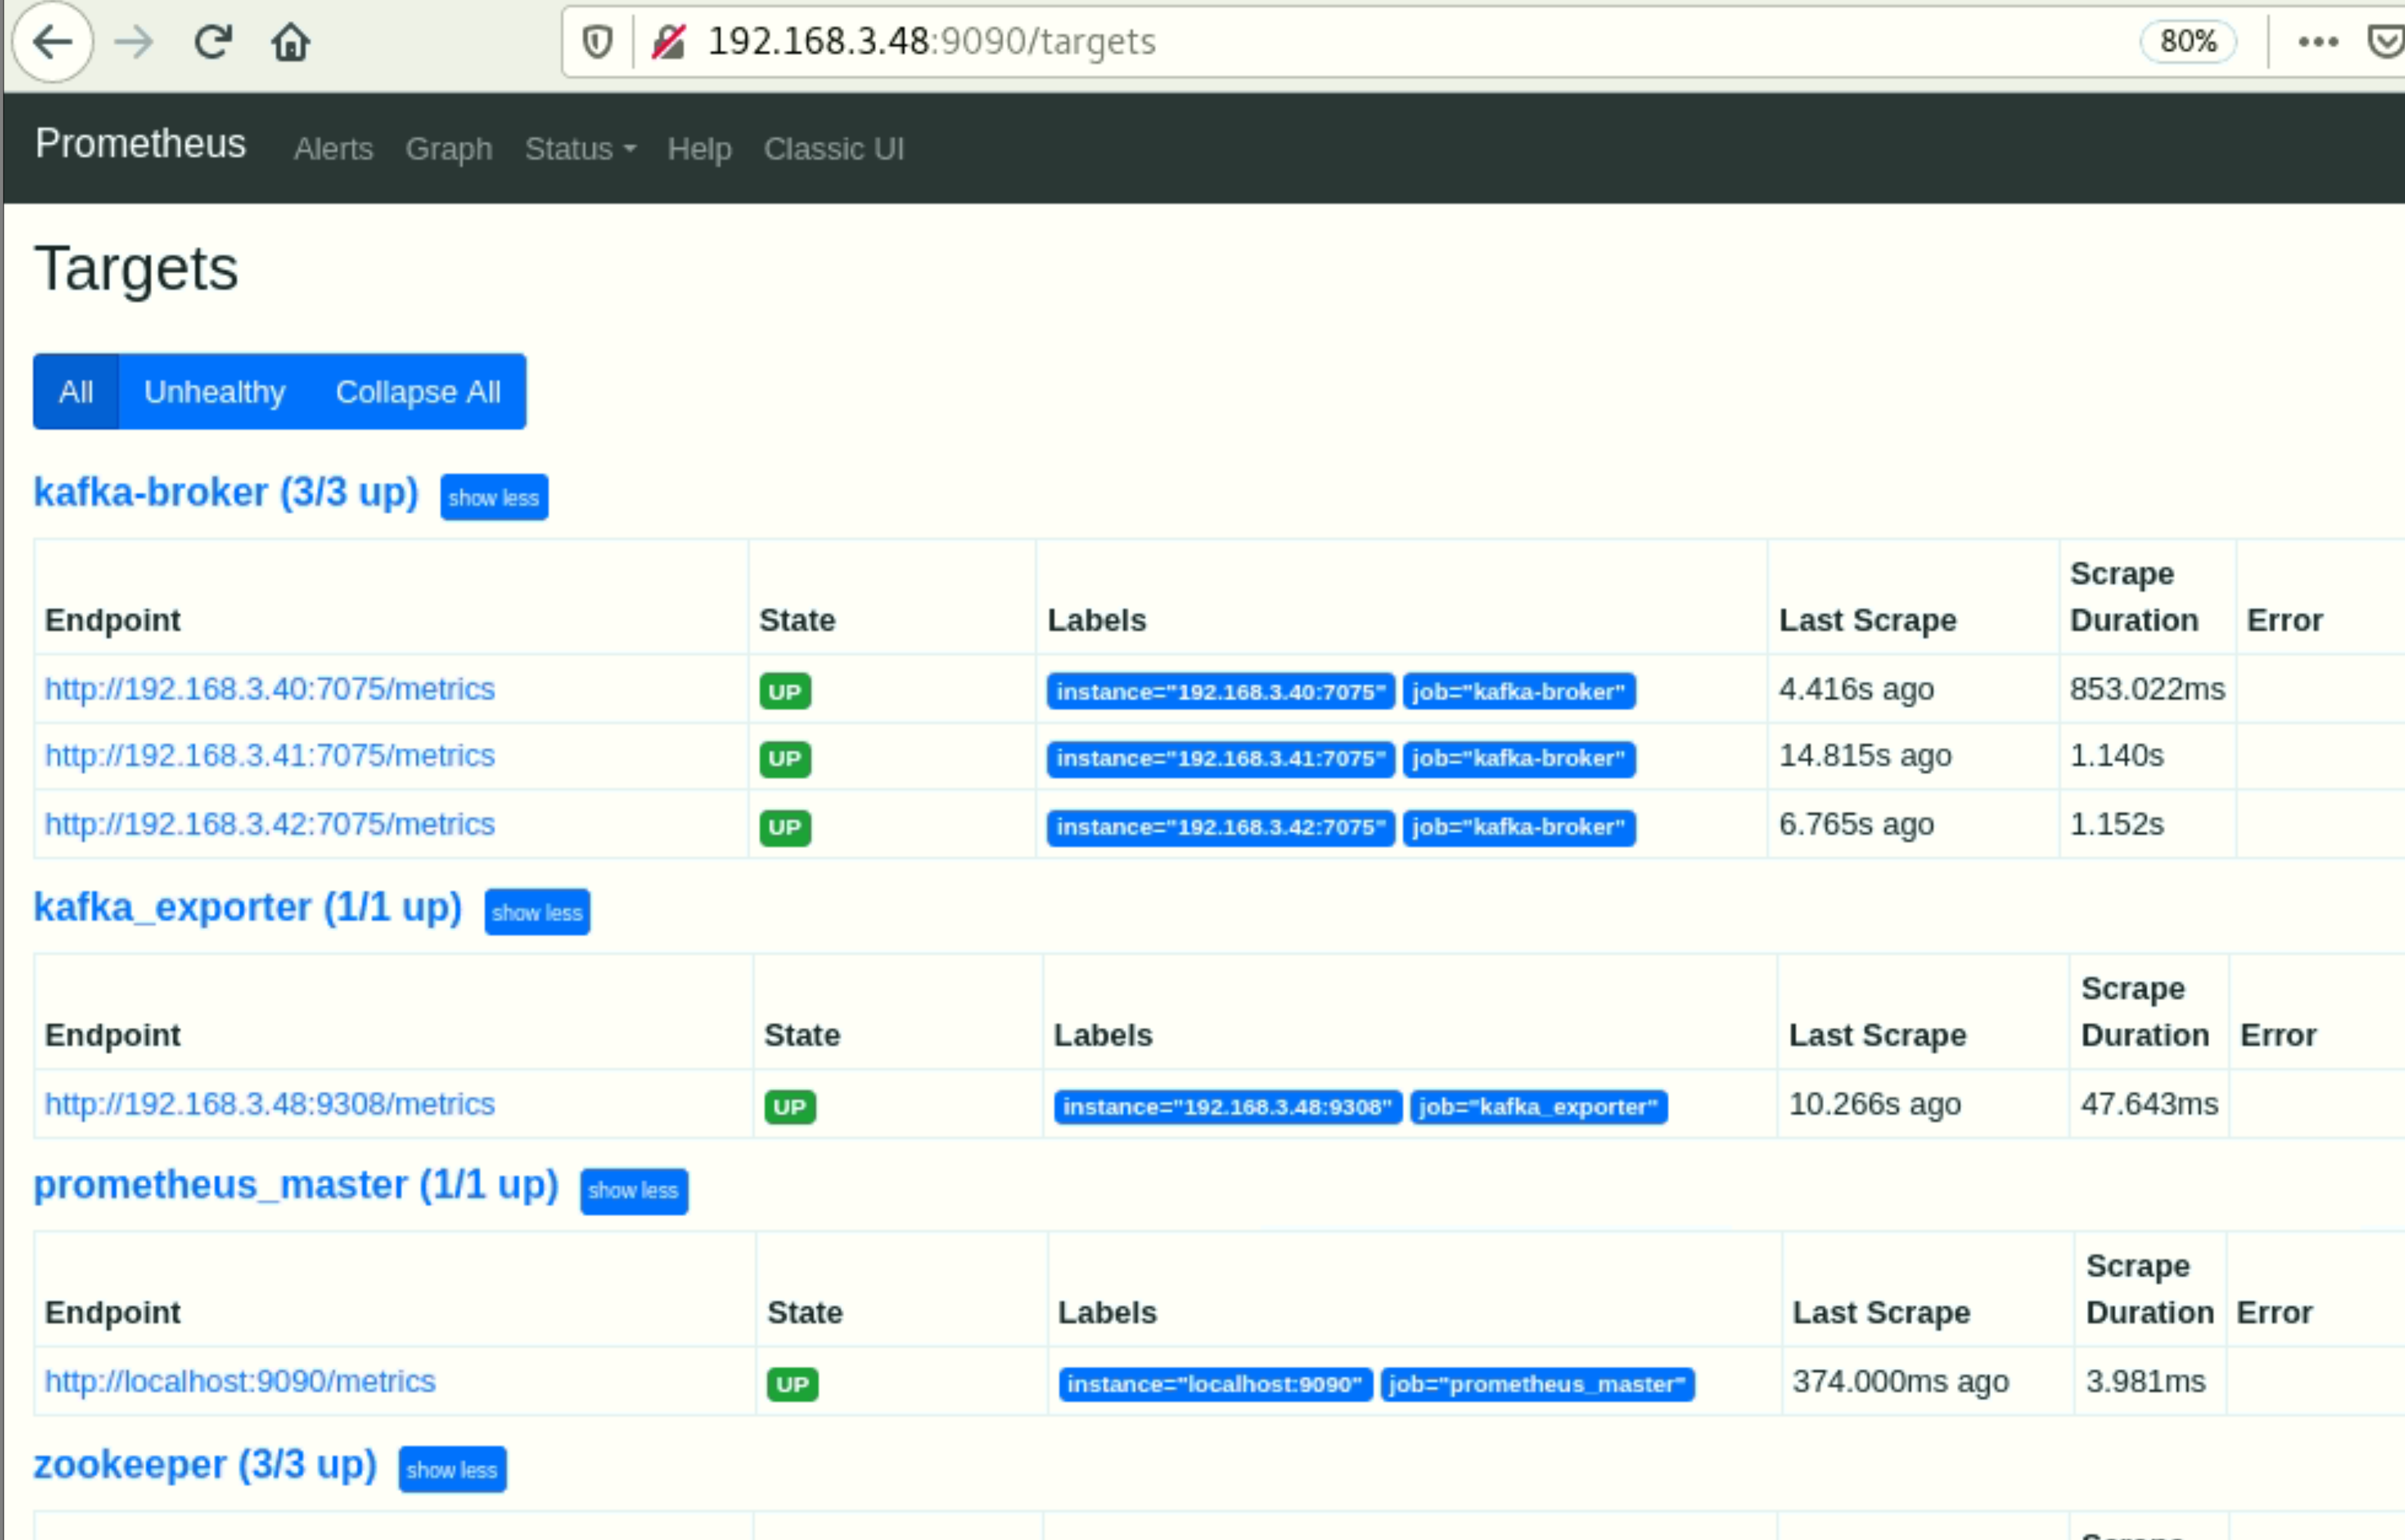 192.168.3.48:9090/targets 80%
Prometheus Alerts Graph Status Help Classic UI
Targets
All Unhealthy Collapse All
kafka-broker (3/3 up) show less
Endpoint State Labels Last Scrape Scrape Duration Error
http://192.168.3.40:7075/metrics UP instance="192.168.3.40:7075" job="kafka-broker" 4.416s ago 853.022ms
http://192.168.3.41:7075/metrics UP instance="192.168.3.41:7075" job="kafka-broker" 14.815s ago 1.140s
http://192.168.3.42:7075/metrics UP instance="192.168.3.42:7075" job="kafka-broker" 6.765s ago 1.152s
kafka_exporter (1/1 up) show less
Endpoint State Labels Last Scrape Scrape Duration Error
http://192.168.3.48:9308/metrics UP instance="192.168.3.48:9308" job="kafka_exporter" 10.266s ago 47.643ms
prometheus_master (1/1 up) show less
Endpoint State Labels Last Scrape Scrape Duration Error
http://localhost:9090/metrics UP instance="localhost:9090" job="prometheus_master" 374.000ms ago 3.981ms
zookeeper (3/3 up) show less